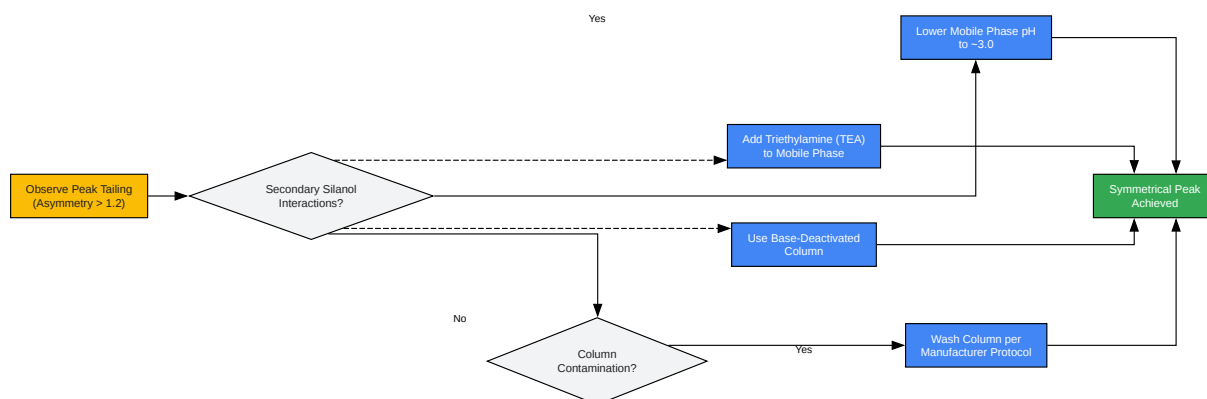 Yes
Lower Mobile Phase pH
to ~3.0
Add Triethylamine (TEA)
to Mobile Phase
Observe Peak Tailing
(Asymmetry > 1.2)
Secondary Silanol
Interactions?
Symmetrical Peak
Achieved
Use Base-Deactivated
Column
No
Column
Contamination?
Yes
Wash Column per
Manufacturer Protocol